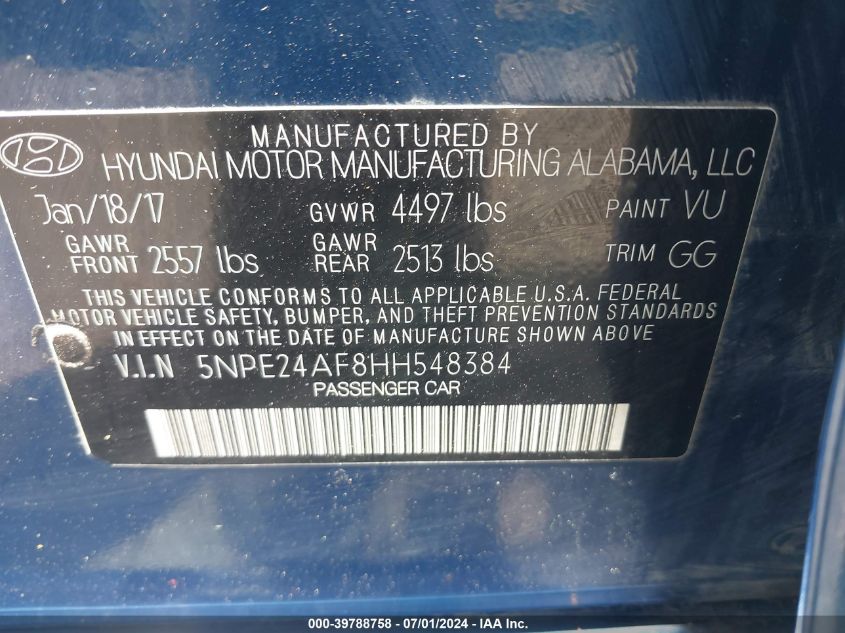 MANUFACTURED BY
HYUNDAI MOTOR MANUFACTURING ALABAMA, LLC
Jan/18/17 GVWR 4497 lbs PAINT VU
GAWR FRONT 2557 lbs GAWR REAR 2513 lbs TRIM GG
THIS VEHICLE CONFORMS TO ALL APPLICABLE U.S.A. FEDERAL
MOTOR VEHICLE SAFETY, BUMPER, AND THEFT PREVENTION STANDARDS
IN EFFECT ON THE DATE OF MANUFACTURE SHOWN ABOVE
V.I.N 5NPE24AF8HH548384
PASSENGER CAR
000-39788758 - 07/01/2024 - IAA Inc.